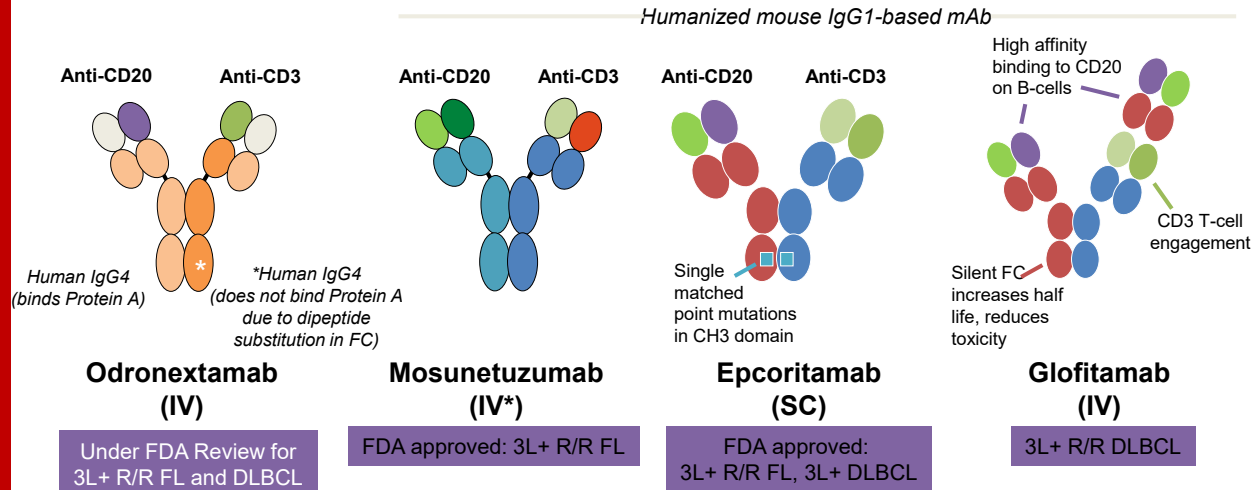 Humanized mouse IgG1-based mAb
Anti-CD20
Anti-CD3
Human IgG4
(binds Protein A)
*
*Human IgG4
(does not bind Protein A
due to dipeptide
substitution in FC)
Odronextamab
(IV)
Under FDA Review for
3L+ R/R FL and DLBCL
Anti-CD20
Anti-CD3
Mosunetuzumab
(IV*)
FDA approved: 3L+ R/R FL
Anti-CD20
Anti-CD3
Single
matched
point mutations
in CH3 domain
Epcoritamab
(SC)
FDA approved:
3L+ R/R FL, 3L+ DLBCL
High affinity
binding to CD20
on B-cells
CD3 T-cell
engagement
Silent FC
increases half
life, reduces
toxicity
Glofitamab
(IV)
3L+ R/R DLBCL